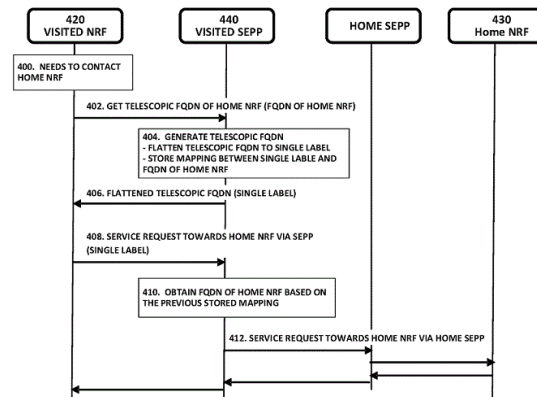 420
VISITED NRF
440
VISITED SEPP
HOME SEPP
430
Home NRF
400. NEEDS TO CONTACT
HOME NRF
402. GET TELESCOPIC FQDN OF HOME NRF (FQDN OF HOME NRF)
404. GENERATE TELESCOPIC FQDN
- FLATTEN TELESCOPIC FQDN TO SINGLE LABEL
- STORE MAPPING BETWEEN SINGLE LABLE AND
FQDN OF HOME NRF
406. FLATTENED TELESCOPIC FQDN (SINGLE LABEL)
408. SERVICE REQUEST TOWARDS HOME NRF VIA SEPP
(SINGLE LABEL)
410. OBTAIN FQDN OF HOME NRF BASED ON
THE PREVIOUS STORED MAPPING
412. SERVICE REQUEST TOWARDS HOME NRF VIA HOME SEPP